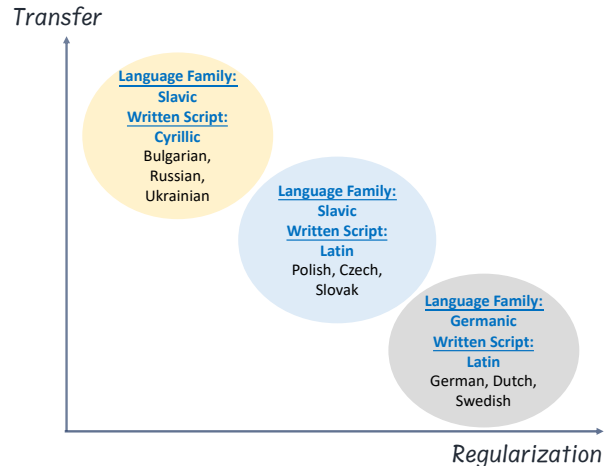 Transfer
Language Family:
Slavic
Written Script:
Cyrillic
Bulgarian,
Russian,
Ukrainian
Language Family:
Slavic
Written Script:
Latin
Polish, Czech,
Slovak
Language Family:
Germanic
Written Script:
Latin
German, Dutch,
Swedish
Regularization